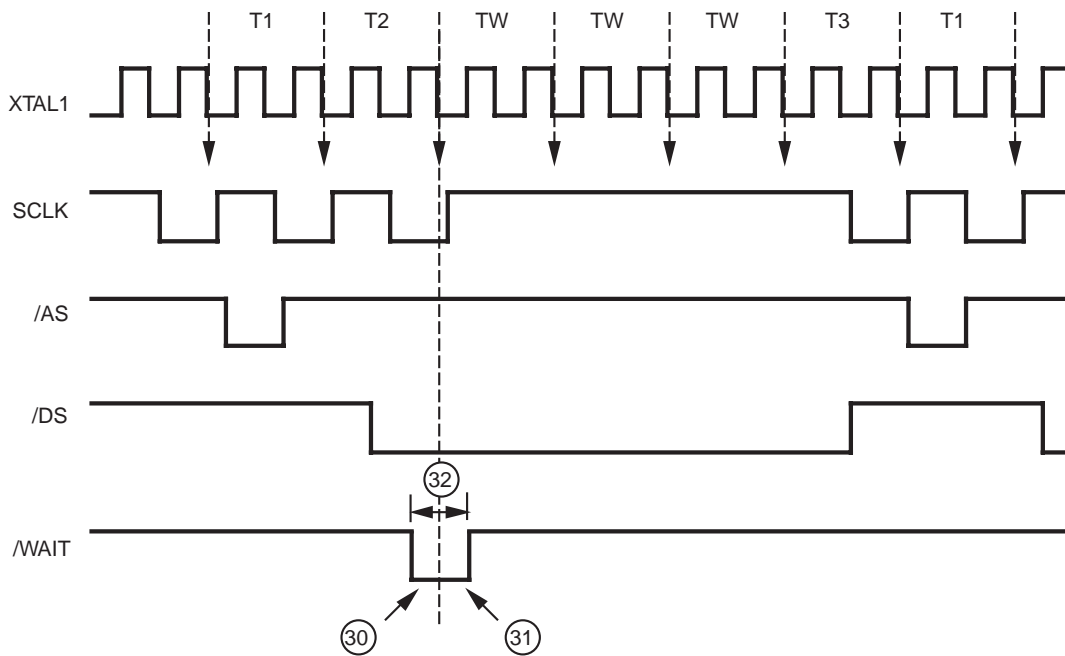 T1 T2 TW TW TW T3 T1
XTAL1
SCLK
/AS
/DS
32
/WAIT
30 31